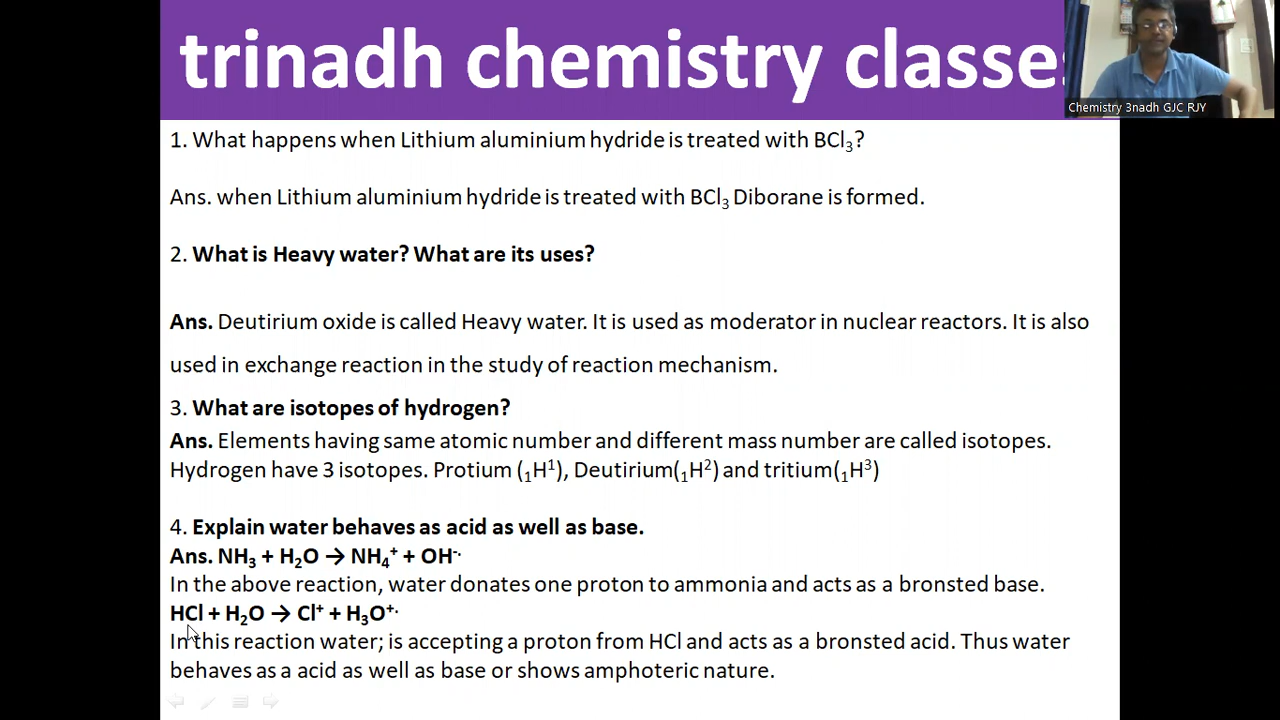 trinadh chemistry classes
Chemistry 3nadh GJC RJY
1. What happens when Lithium aluminium hydride is treated with BCl₃?
Ans. when Lithium aluminium hydride is treated with BCl₃ Diborane is formed.
2. What is Heavy water? What are its uses?
Ans. Deutirium oxide is called Heavy water. It is used as moderator in nuclear reactors. It is also
used in exchange reaction in the study of reaction mechanism.
3. What are isotopes of hydrogen?
Ans. Elements having same atomic number and different mass number are called isotopes.
Hydrogen have 3 isotopes. Protium (₁H¹), Deutirium(₁H²) and tritium(₁H³)
4. Explain water behaves as acid as well as base.
Ans. NH₃ + H₂O → NH₄⁺ + OH⁻·
In the above reaction, water donates one proton to ammonia and acts as a bronsted base.
HCl + H₂O → Cl⁺ + H₃O⁺·
In this reaction water; is accepting a proton from HCl and acts as a bronsted acid. Thus water
behaves as a acid as well as base or shows amphoteric nature.